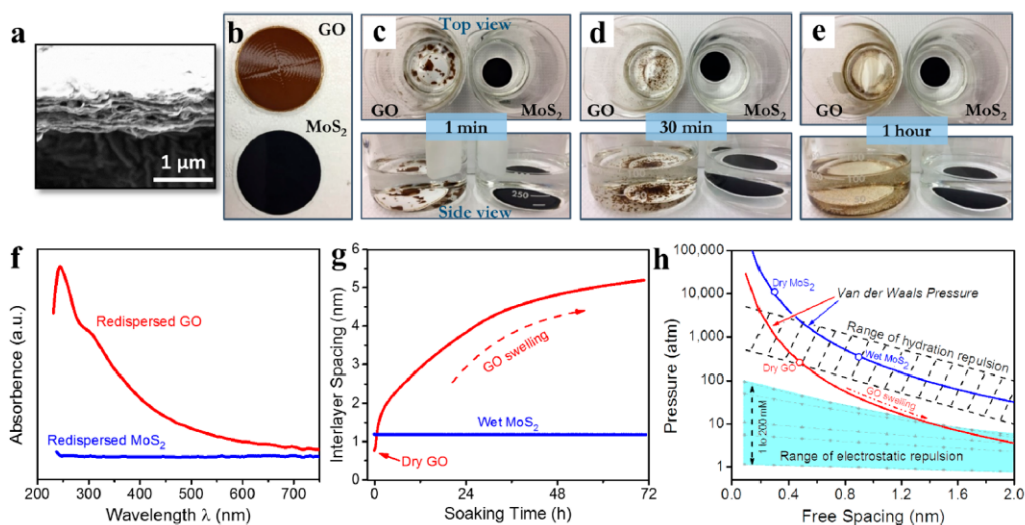 a
1 μm
b
GO
MoS2
c
Top view
GO
MoS2
1 min
250
Side view
d
GO
MoS2
30 min
100
e
GO
MoS2
1 hour
50
f
Absorbence (a.u.)
Redispersed GO
Redispersed MoS2
200 300 400 500 600 700
Wavelength λ (nm)
g
Interlayer Spacing (nm)
6
5
4
3
2
1
0
GO swelling
Wet MoS2
Dry GO
0 24 48 72
Soaking Time (h)
h
Pressure (atm)
100,000
10,000
1,000
100
10
1
Dry MoS2
Van der Waals Pressure
Range of hydration repulsion
Wet MoS2
Dry GO
GO swelling
1 to 200 mM
Range of electrostatic repulsion
0.0 0.4 0.8 1.2 1.6 2.0
Free Spacing (nm)